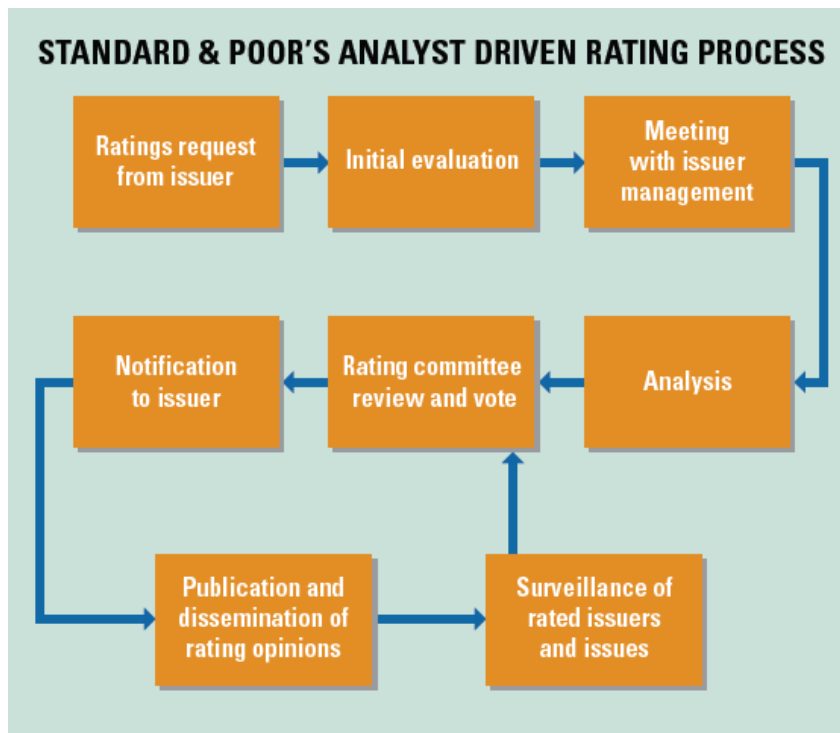 STANDARD & POOR'S ANALYST DRIVEN RATING PROCESS
Ratings request
from issuer
Initial evaluation
Meeting
with issuer
management
Analysis
Rating committee
review and vote
Notification
to issuer
Publication and
dissemination of
rating opinions
Surveillance of
rated issuers
and issues